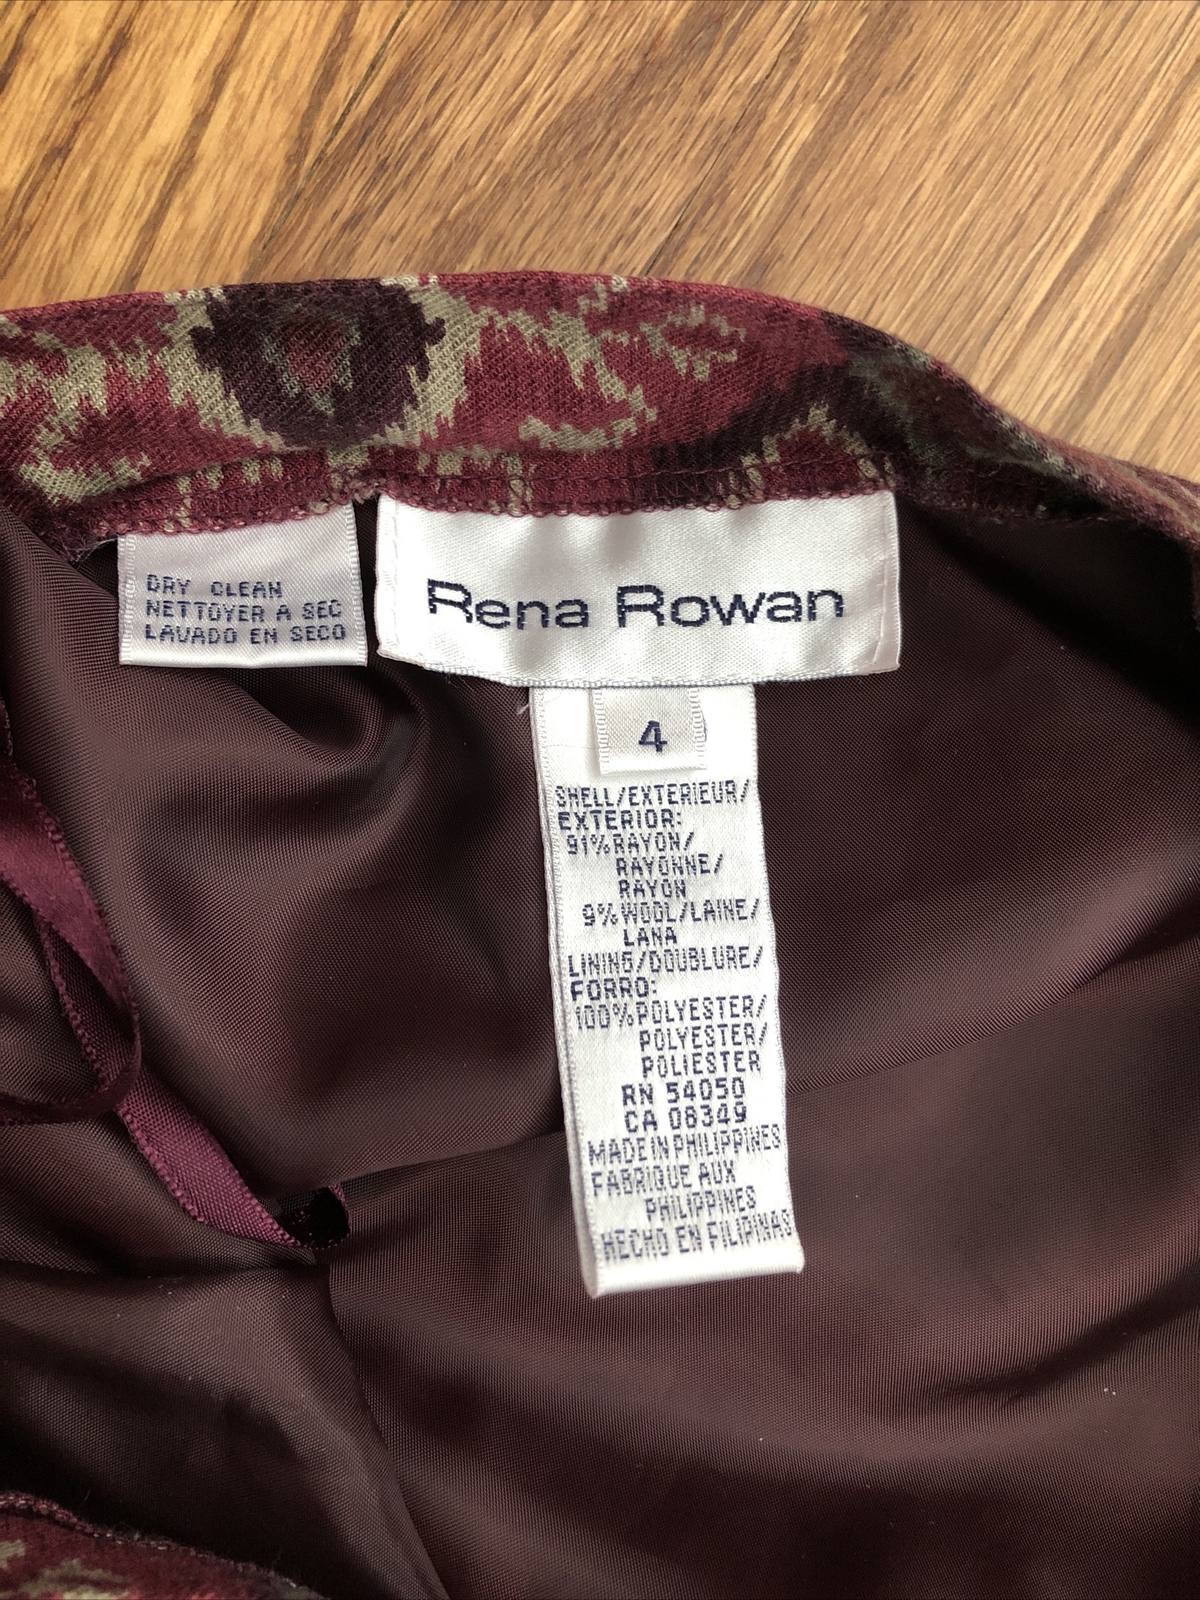 DRY CLEAN
NETTOYER A SEC
LAVADO EN SECO
Rena Rowan
4
SHELL/EXTERIEUR/
EXTERIOR:
91%RAYON/
RAYONNE/
RAYON
9%WOOL/LAINE/
LANA
LINING/DOUBLURE/
FORRO:
100%POLYESTER/
POLYESTER/
POLIESTER
RN 54050
CA 08349
MADE IN PHILIPPINES
FABRIQUE AUX
PHILIPPINES
HECHO EN FILIPINAS